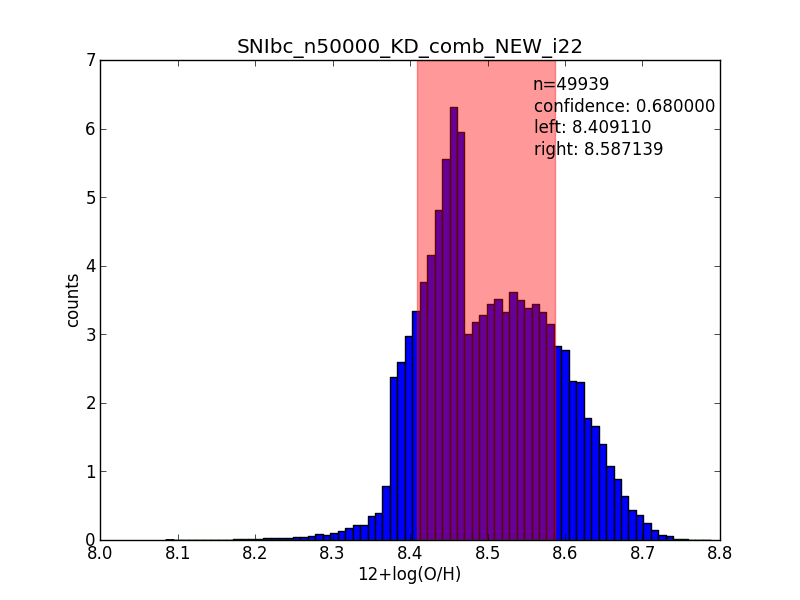 SNIbc_n50000_KD_comb_NEW_i22
n=49939
confidence: 0.680000
left: 8.409110
right: 8.587139
7
6
5
4
3
2
1
0
counts
8.0 8.1 8.2 8.3 8.4 8.5 8.6 8.7 8.8
12+log(O/H)